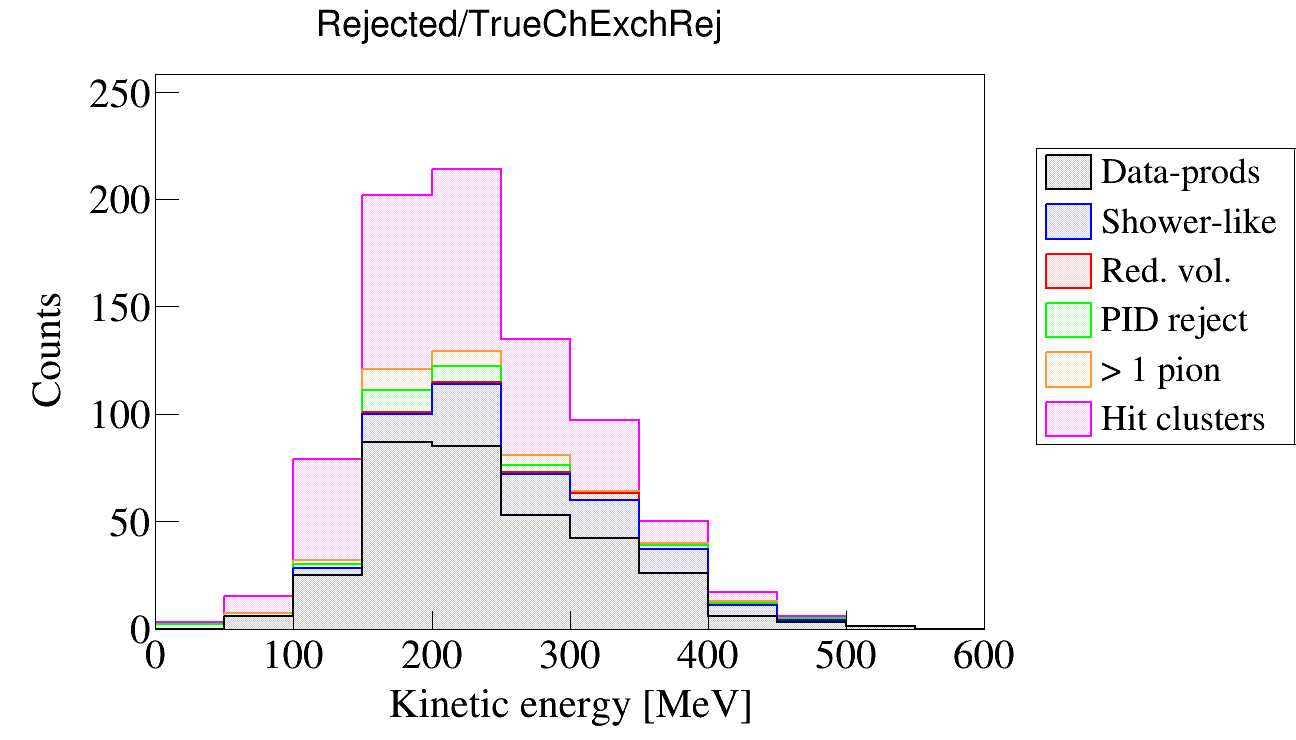 Rejected/TrueChExchRej
250
200
150
100
50
0
Counts
0 100 200 300 400 500 600
Kinetic energy [MeV]
Data-prods
Shower-like
Red. vol.
PID reject
> 1 pion
Hit clusters